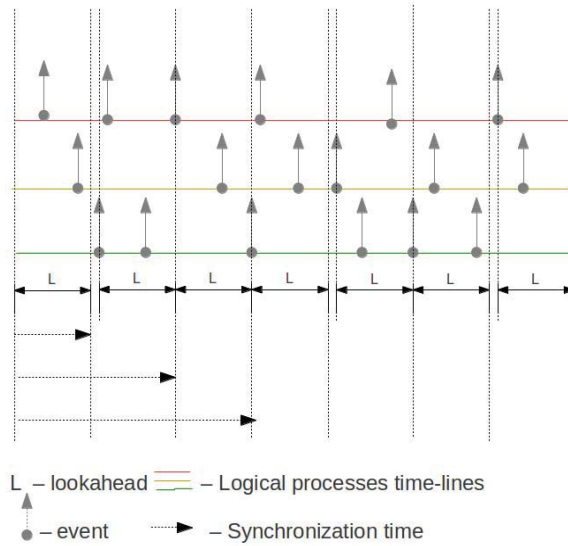 L L L L L L L
L – lookahead – Logical processes time-lines
– event – Synchronization time